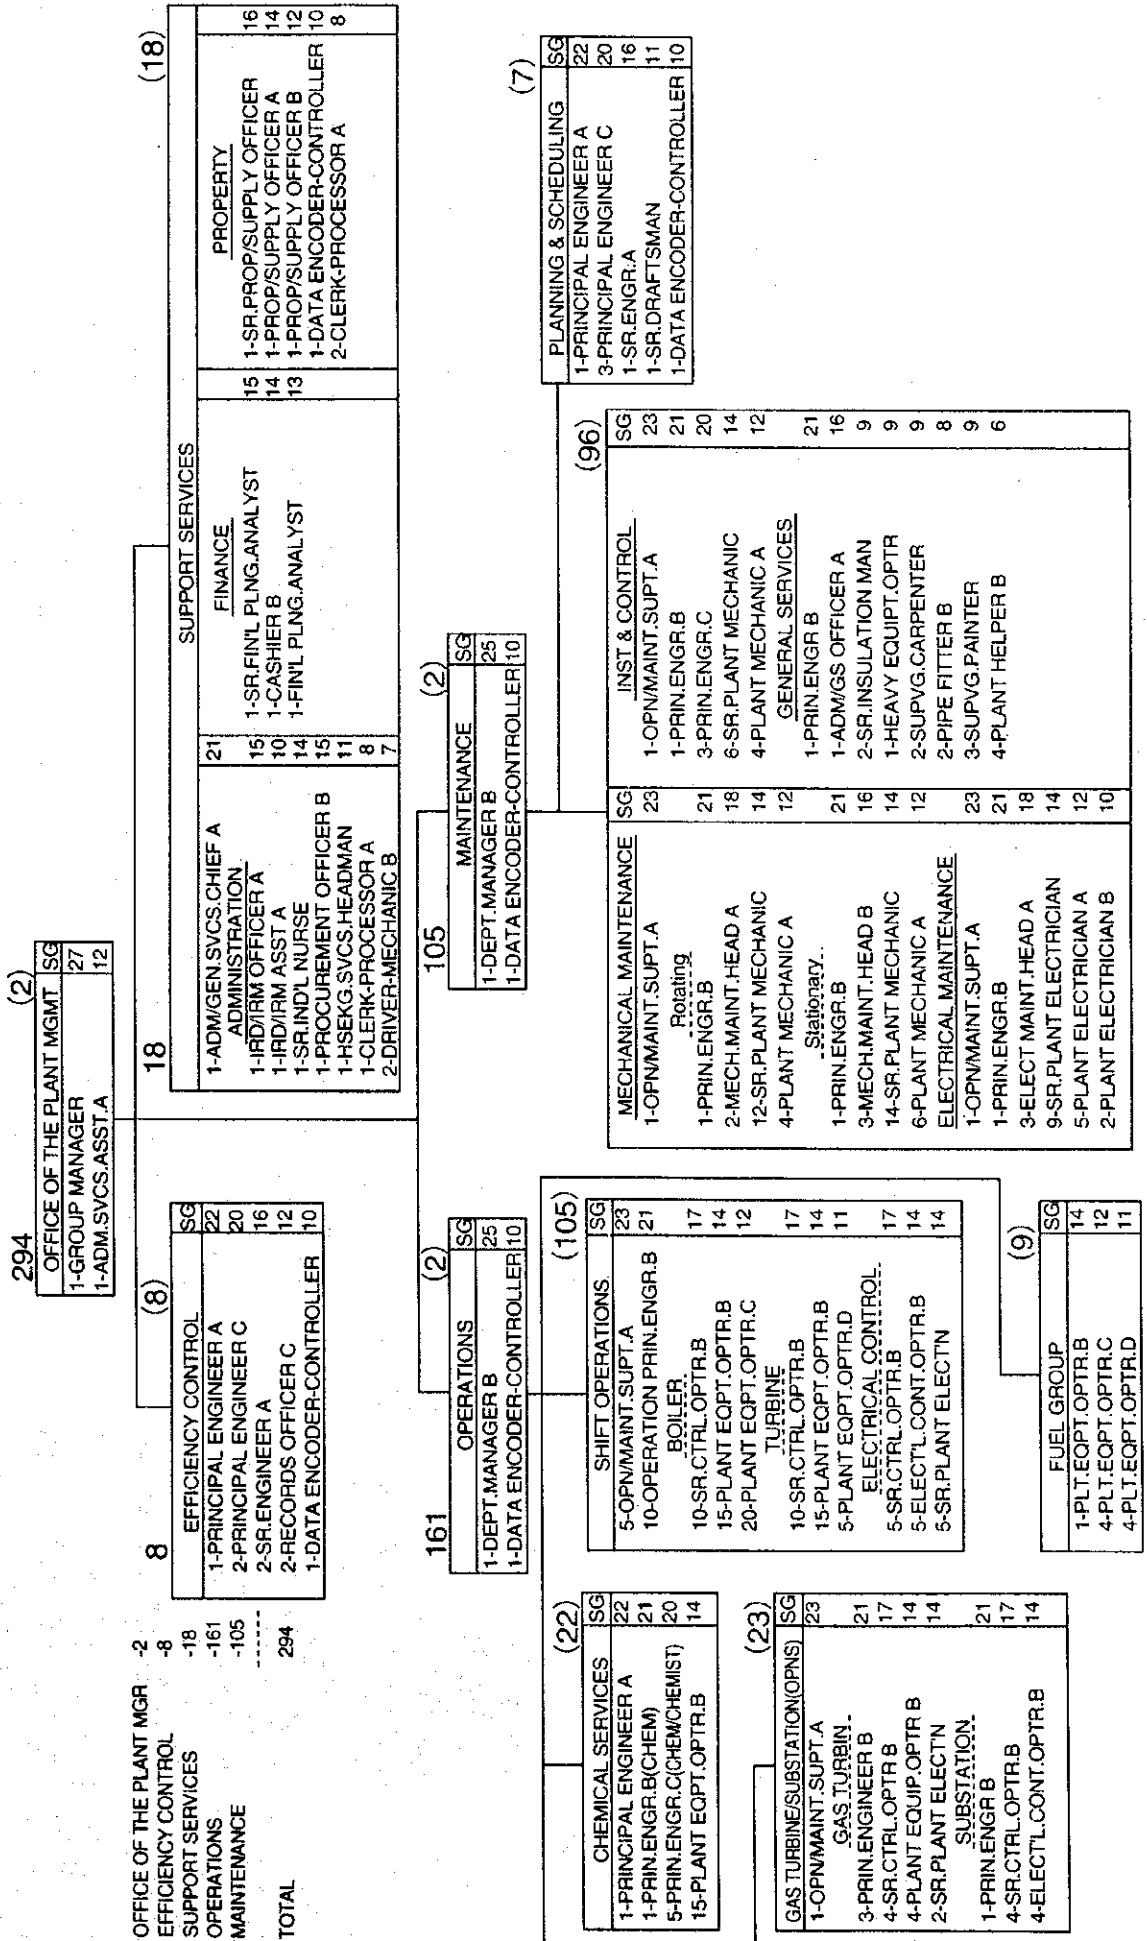 294
(2)
OFFICE OF THE PLANT MGMT SG
1-GROUP MANAGER 27
1-ADM.SVCS.ASST.A 12
OFFICE OF THE PLANT MGR -2
EFFICIENCY CONTROL -8
SUPPORT SERVICES -18
OPERATIONS -161
MAINTENANCE -105
------
TOTAL 294
8
(8)
EFFICIENCY CONTROL SG
1-PRINCIPAL ENGINEER A 22
2-PRINCIPAL ENGINEER C 20
2-SR.ENGINEER A 16
2-RECORDS OFFICER C 12
1-DATA ENCODER-CONTROLLER 10
18
(18)
SUPPORT SERVICES SG
1-ADM/GEN.SVCS.CHIEF A 21
ADMINISTRATION
1-IRD/IRM OFFICER A 15
1-IRD/IRM ASST A 10
1-SR.IND'L NURSE 14
1-PROCUREMENT OFFICER B 15
1-HSEKG.SVCS.HEADMAN 11
1-CLERK-PROCESSOR A 8
2-DRIVER-MECHANIC B 7
FINANCE
1-SR.FIN'L PLNG.ANALYST 15
1-CASHIER B 14
1-FIN'L PLNG.ANALYST 13
PROPERTY
1-SR.PROP/SUPPLY OFFICER 16
1-PROP/SUPPLY OFFICER A 14
1-PROP/SUPPLY OFFICER B 12
1-DATA ENCODER-CONTROLLER 10
2-CLERK-PROCESSOR A 8
161
(2)
OPERATIONS SG
1-DEPT.MANAGER B 25
1-DATA ENCODER-CONTROLLER 10
105
(2)
MAINTENANCE SG
1-DEPT.MANAGER B 25
1-DATA ENCODER-CONTROLLER 10
(22)
CHEMICAL SERVICES SG
1-PRINCIPAL ENGINEER A 22
1-PRIN.ENGR.B(CHEM) 21
5-PRIN.ENGR.C(CHEM/CHEMIST) 20
15-PLANT EQPT.OPTR.B 14
(105)
SHIFT OPERATIONS SG
5-OPN/MAINT.SUPT.A 23
10-OPERATION PRIN.ENGR.B 21
BOILER
10-SR.CTRL.OPTR.B 17
15-PLANT EQPT.OPTR.B 14
20-PLANT EQPT.OPTR.C 12
TURBINE
10-SR.CTRL.OPTR.B 17
15-PLANT EQPT.OPTR.B 14
5-PLANT EQPT.OPTR.D 11
ELECTRICAL CONTROL
5-SR.CTRL.OPTR.B 17
5-ELECT'L.CONT.OPTR.B 14
5-SR.PLANT ELECT'N 14
(23)
GAS TURBINE/SUBSTATION(OPNS) SG
1-OPN/MAINT.SUPT.A 23
GAS TURBIN
3-PRIN.ENGINEER B 21
4-SR.CTRL.OPTR B 17
4-PLANT EQUIP.OPTR B 14
2-SR.PLANT ELECT'N 14
SUBSTATION
1-PRIN.ENGR B 21
4-SR.CTRL.OPTR.B 17
4-ELECT'L.CONT.OPTR.B 14
(9)
FUEL GROUP SG
1-PLT.EQPT.OPTR.B 14
4-PLT.EQPT.OPTR.C 12
4-PLT.EQPT.OPTR.D 11
(96)
MECHANICAL MAINTENANCE SG
1-OPN/MAINT.SUPT.A 23
Rotating
1-PRIN.ENGR.B 21
2-MECH.MAINT.HEAD A 18
12-SR.PLANT MECHANIC 14
4-PLANT MECHANIC A 12
Stationary
1-PRIN.ENGR.B 21
3-MECH.MAINT.HEAD B 16
14-SR.PLANT MECHANIC 14
6-PLANT MECHANIC A 12
ELECTRICAL MAINTENANCE
1-OPN/MAINT.SUPT.A 23
1-PRIN.ENGR.B 21
3-ELECT MAINT.HEAD A 18
9-SR.PLANT ELECTRICIAN 14
5-PLANT ELECTRICIAN A 12
2-PLANT ELECTRICIAN B 10
INST & CONTROL SG
1-OPN/MAINT.SUPT.A 23
1-PRIN.ENGR.B 21
3-PRIN.ENGR.C 20
6-SR.PLANT MECHANIC 14
4-PLANT MECHANIC A 12
GENERAL SERVICES
1-PRIN.ENGR B 21
1-ADM/GS OFFICER A 16
2-SR.INSULATION MAN 9
1-HEAVY EQUIPT.OPTR 9
2-SUPVG.CARPENTER 9
2-PIPE FITTER B 8
3-SUPVG.PAINTER 9
4-PLANT HELPER B 6
(7)
PLANNING & SCHEDULING SG
1-PRINCIPAL ENGINEER A 22
3-PRINCIPAL ENGINEER C 20
1-SR.ENGR.A 16
1-SR.DRAFTSMAN 11
1-DATA ENCODER-CONTROLLER 10